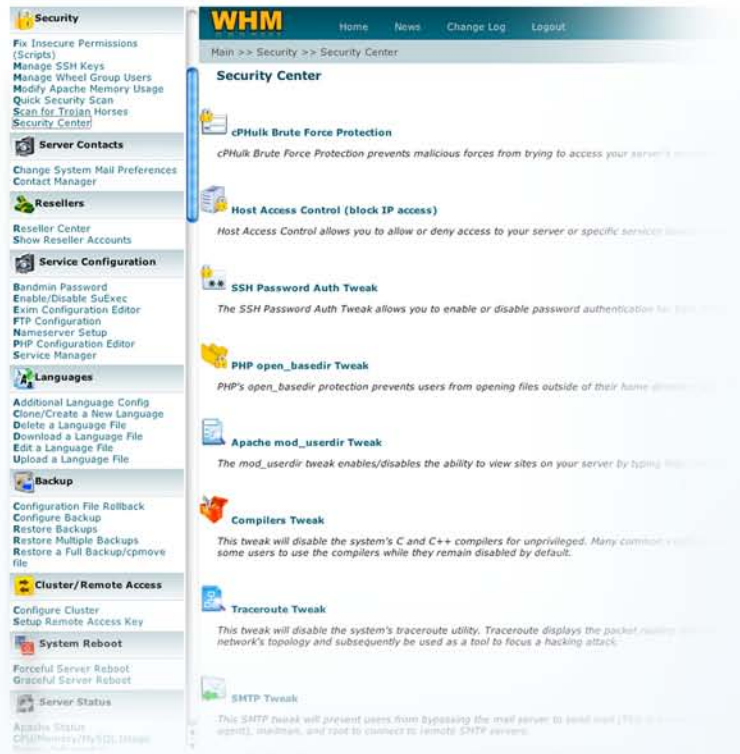 Security
Fix Insecure Permissions
(Scripts)
Manage SSH Keys
Manage Wheel Group Users
Modify Apache Memory Usage
Quick Security Scan
Scan for Trojan Horses
Security Center
Server Contacts
Change System Mail Preferences
Contact Manager
Resellers
Reseller Center
Show Reseller Accounts
Service Configuration
Bandmin Password
Enable/Disable SuExec
Exim Configuration Editor
FTP Configuration
Nameserver Setup
PHP Configuration Editor
Service Manager
Languages
Additional Language Config
Clone/Create a New Language
Delete a Language File
Download a Language File
Edit a Language File
Upload a Language File
Backup
Configuration File Rollback
Configure Backup
Restore Backups
Restore Multiple Backups
Restore a Full Backup/cpmove
file
Cluster/Remote Access
Configure Cluster
Setup Remote Access Key
System Reboot
Forceful Server Reboot
Graceful Server Reboot
Server Status
Apache Status
CPU/Memory/MySQL Usage
WHM
Home News Change Log Logout
Main >> Security >> Security Center
Security Center
cPHulk Brute Force Protection
cPHulk Brute Force Protection prevents malicious forces from trying to access your server's
Host Access Control (block IP access)
Host Access Control allows you to allow or deny access to your server or specific services
SSH Password Auth Tweak
The SSH Password Auth Tweak allows you to enable or disable password authentication for
PHP open_basedir Tweak
PHP's open_basedir protection prevents users from opening files outside of their home
Apache mod_userdir Tweak
The mod_userdir tweak enables/disables the ability to view sites on your server by typing
Compilers Tweak
This tweak will disable the system's C and C++ compilers for unprivileged. Many common
some users to use the compilers while they remain disabled by default.
Traceroute Tweak
This tweak will disable the system's traceroute utility. Traceroute displays the packet routing
network's topology and subsequently be used as a tool to focus a hacking attack.
SMTP Tweak
This SMTP tweak will prevent users from bypassing the mail server to send mail
agent), mailman, and root to connect to remote SMTP servers.